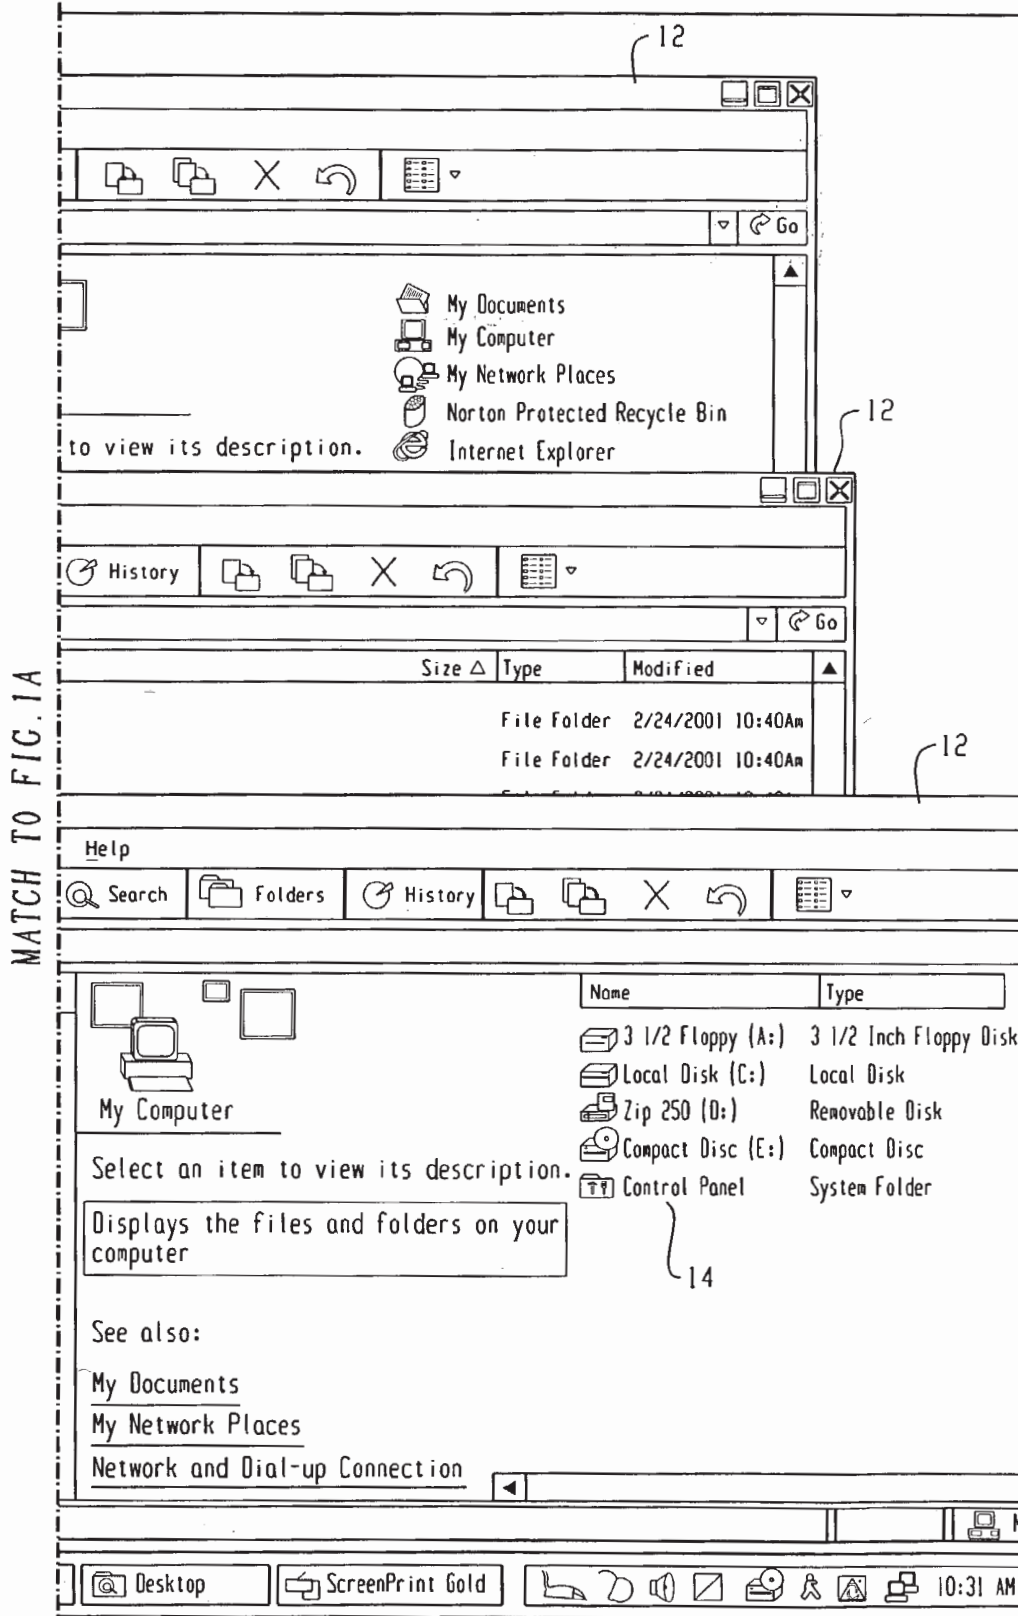 12
Go
My Documents
My Computer
My Network Places
Norton Protected Recycle Bin
12
to view its description.
Internet Explorer
History
Go
Size Type Modified
File Folder 2/24/2001 10:40Am
File Folder 2/24/2001 10:40Am
12
MATCH TO FIG.1A
Help
Search Folders History
Name Type
3 1/2 Floppy (A:) 3 1/2 Inch Floppy Disk
Local Disk (C:) Local Disk
Zip 250 (D:) Removable Disk
My Computer
Compact Disc (E:) Compact Disc
Select an item to view its description.
Control Panel System Folder
Displays the files and folders on your
computer
14
See also:
My Documents
My Network Places
Network and Dial-up Connection
Desktop ScreenPrint Gold 10:31 AM